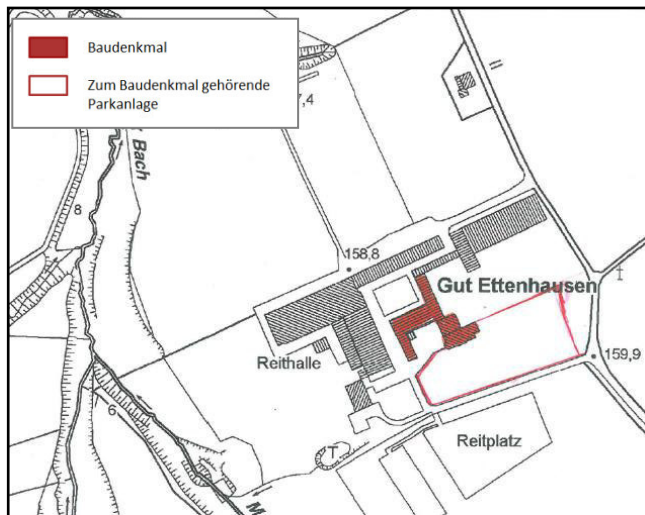 Baudenkmal
Zum Baudenkmal gehörende
Parkanlage
7,4
Bach
8
158,8
Gut Ettenhausen
Reithalle
159,9
6
Reitplatz
T
M